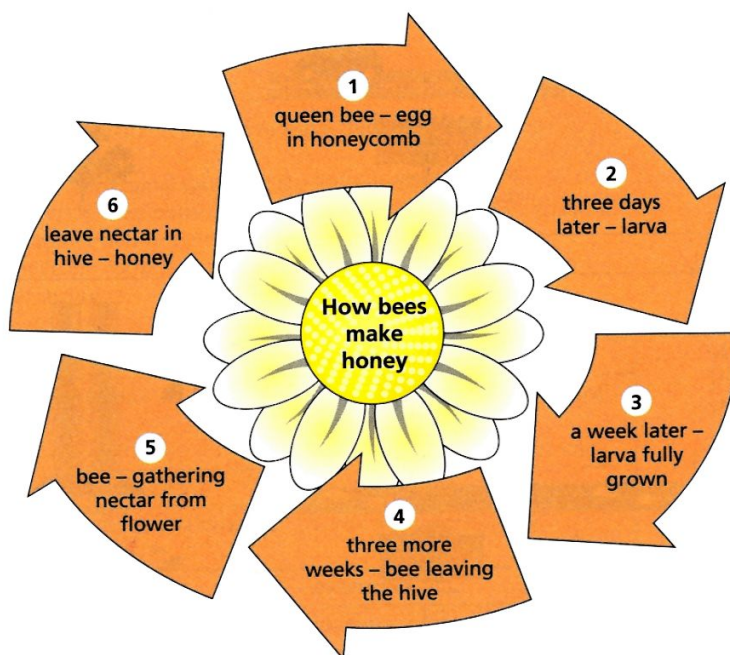 How bees
make
honey
1
queen bee – egg
in honeycomb
2
three days
later – larva
3
a week later –
larva fully
grown
4
three more
weeks – bee leaving
the hive
5
bee – gathering
nectar from
flower
6
leave nectar in
hive – honey